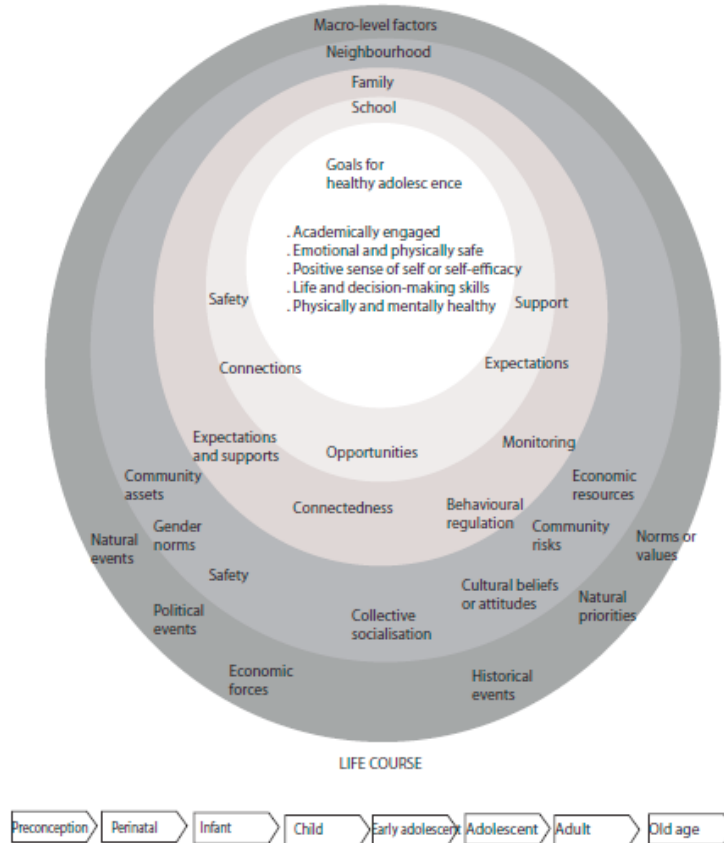 Macro-level factors
Neighbourhood
Family
School
Goals for
healthy adolesc ence
. Academically engaged
. Emotional and physically safe
. Positive sense of self or self-efficacy
. Life and decision-making skills
. Physically and mentally healthy
Safety
Support
Connections
Expectations
Expectations
and supports
Opportunities
Monitoring
Community
assets
Economic
resources
Connectedness
Behavioural
regulation
Gender
norms
Community
risks
Natural
events
Norms or
values
Safety
Cultural beliefs
or attitudes
Natural
priorities
Political
events
Collective
socialisation
Economic
forces
Historical
events
LIFE COURSE
Preconception
Perinatal
Infant
Child
Early adolescent
Adolescent
Adult
Old age